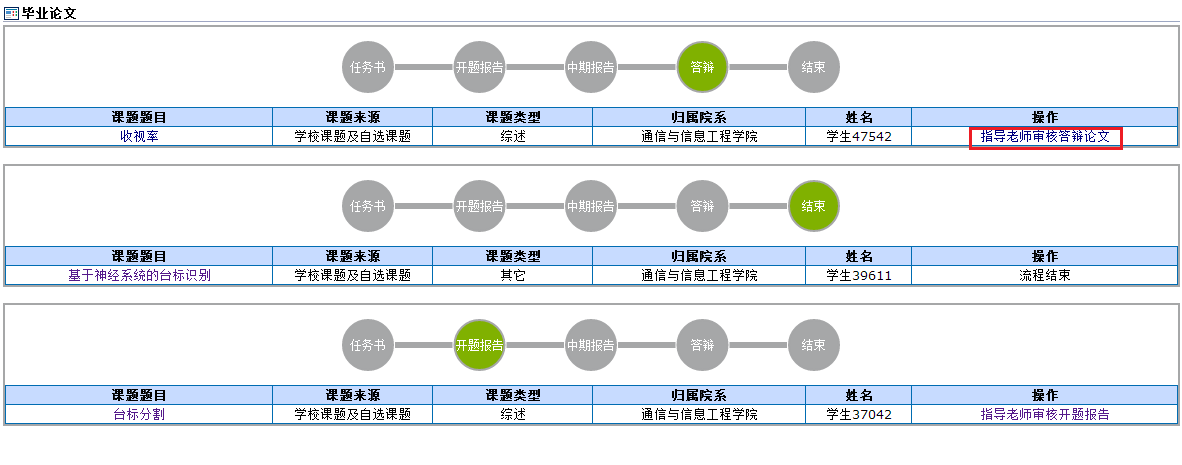 毕业论文
任务书 开题报告 中期报告 答辩 结束
课题题目 课题来源 课题类型 归属院系 姓名 操作
收视率 学校课题及自选课题 综述 通信与信息工程学院 学生47542 指导老师审核答辩论文
任务书 开题报告 中期报告 答辩 结束
课题题目 课题来源 课题类型 归属院系 姓名 操作
基于神经系统的台标识别 学校课题及自选课题 其它 通信与信息工程学院 学生39611 流程结束
任务书 开题报告 中期报告 答辩 结束
课题题目 课题来源 课题类型 归属院系 姓名 操作
台标分割 学校课题及自选课题 综述 通信与信息工程学院 学生37042 指导老师审核开题报告